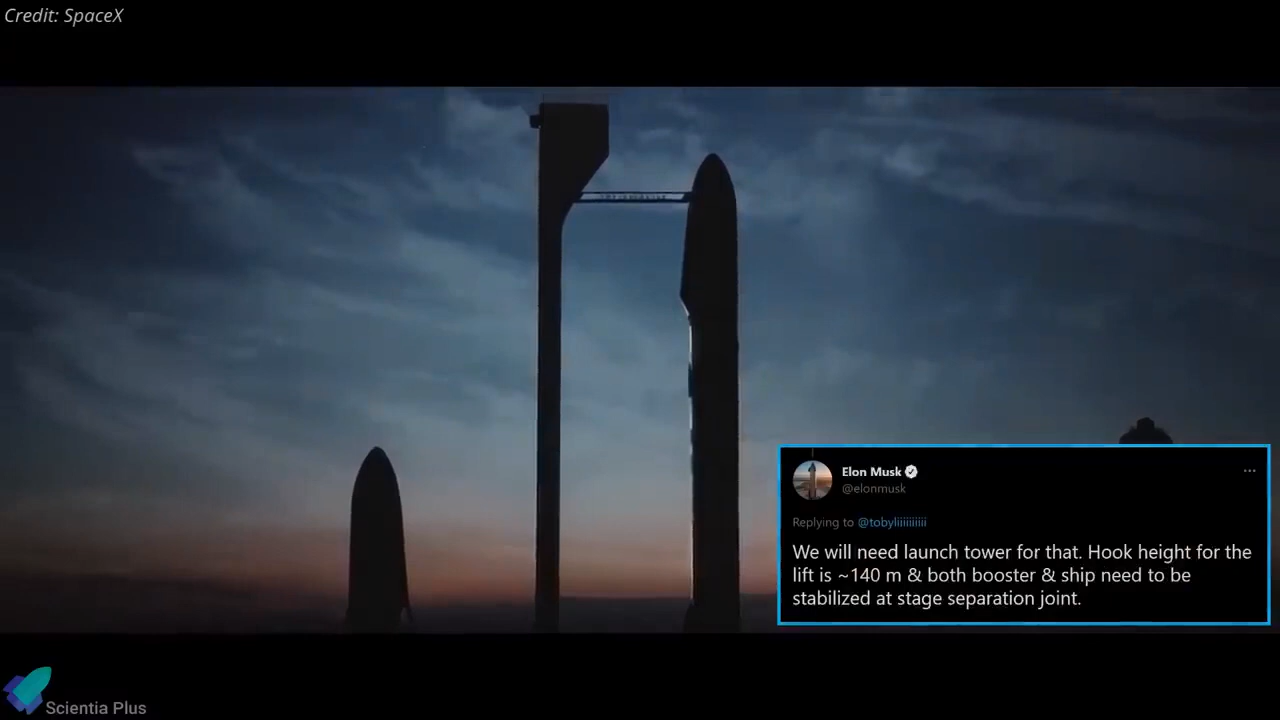 Credit: SpaceX
Elon Musk
@elonmusk
Replying to @tobyliiiiiiiiii
We will need launch tower for that. Hook height for the
lift is ~140 m & both booster & ship need to be
stabilized at stage separation joint.
Scientia Plus